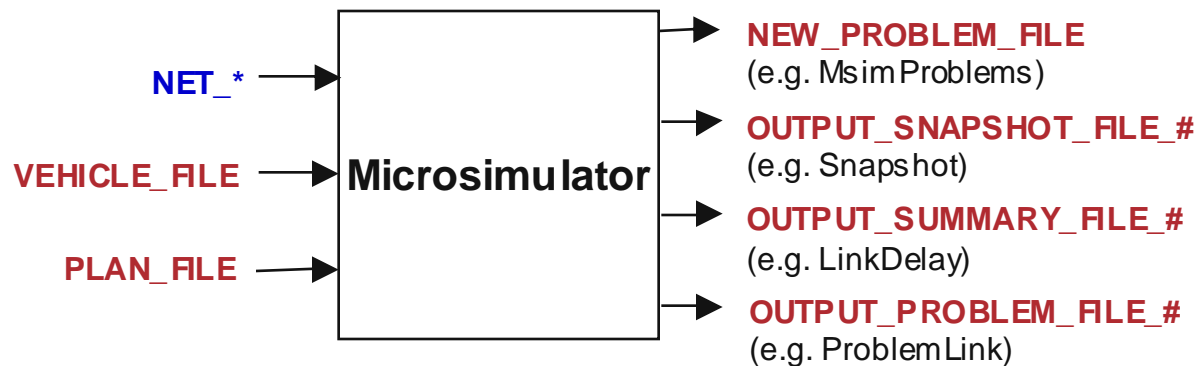 NET_*
VEHICLE_FILE
PLAN_FILE
Microsimulator
NEW_PROBLEM_FILE
(e.g. MsimProblems)
OUTPUT_SNAPSHOT_FILE_#
(e.g. Snapshot)
OUTPUT_SUMMARY_FILE_#
(e.g. LinkDelay)
OUTPUT_PROBLEM_FILE_#
(e.g. ProblemLink)